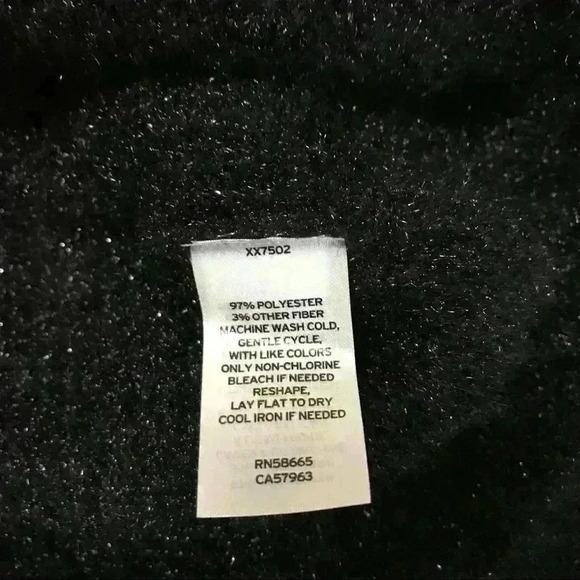 XX7502
97% POLYESTER
3% OTHER FIBER
MACHINE WASH COLD,
GENTLE CYCLE,
WITH LIKE COLORS
ONLY NON-CHLORINE
BLEACH IF NEEDED
RESHAPE,
LAY FLAT TO DRY
COOL IRON IF NEEDED
RN58665
CA57963